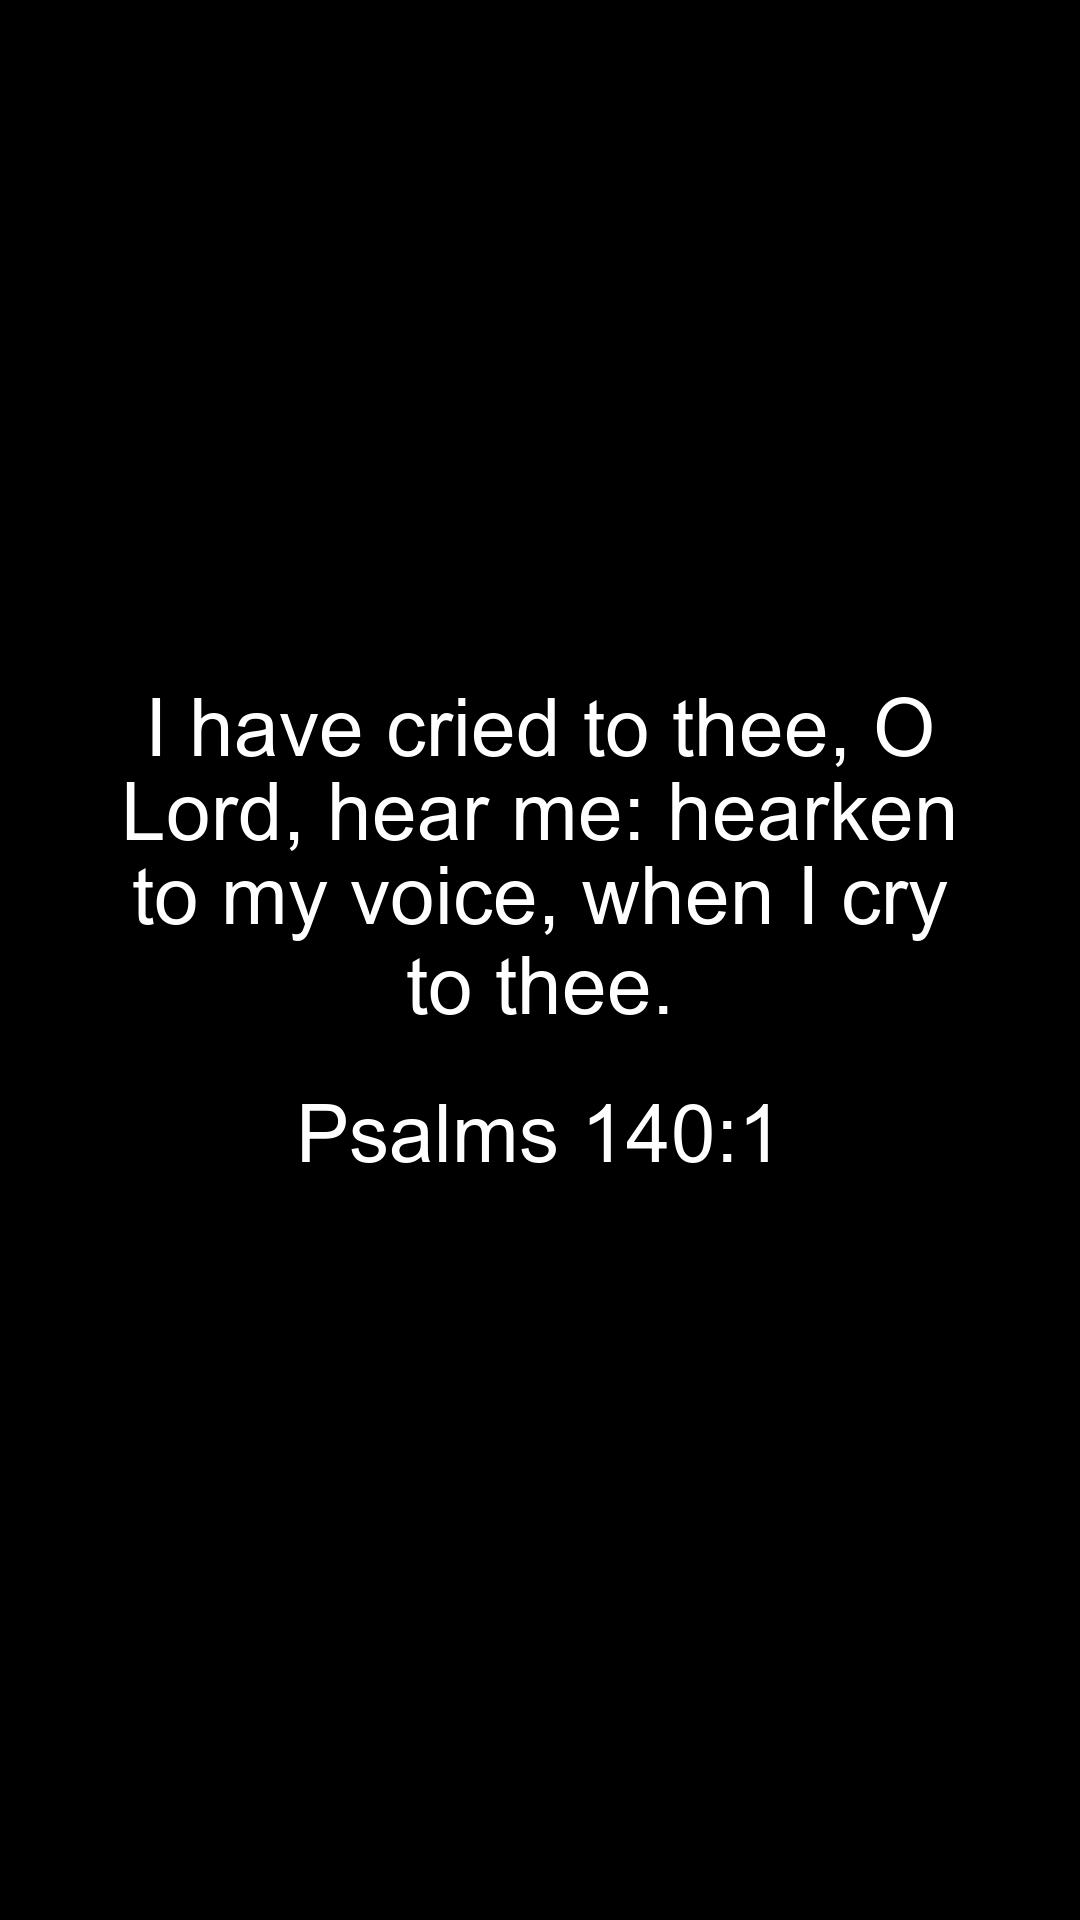 I have cried to thee, O
Lord, hear me: hearken
to my voice, when I cry
to thee.
Psalms 140:1